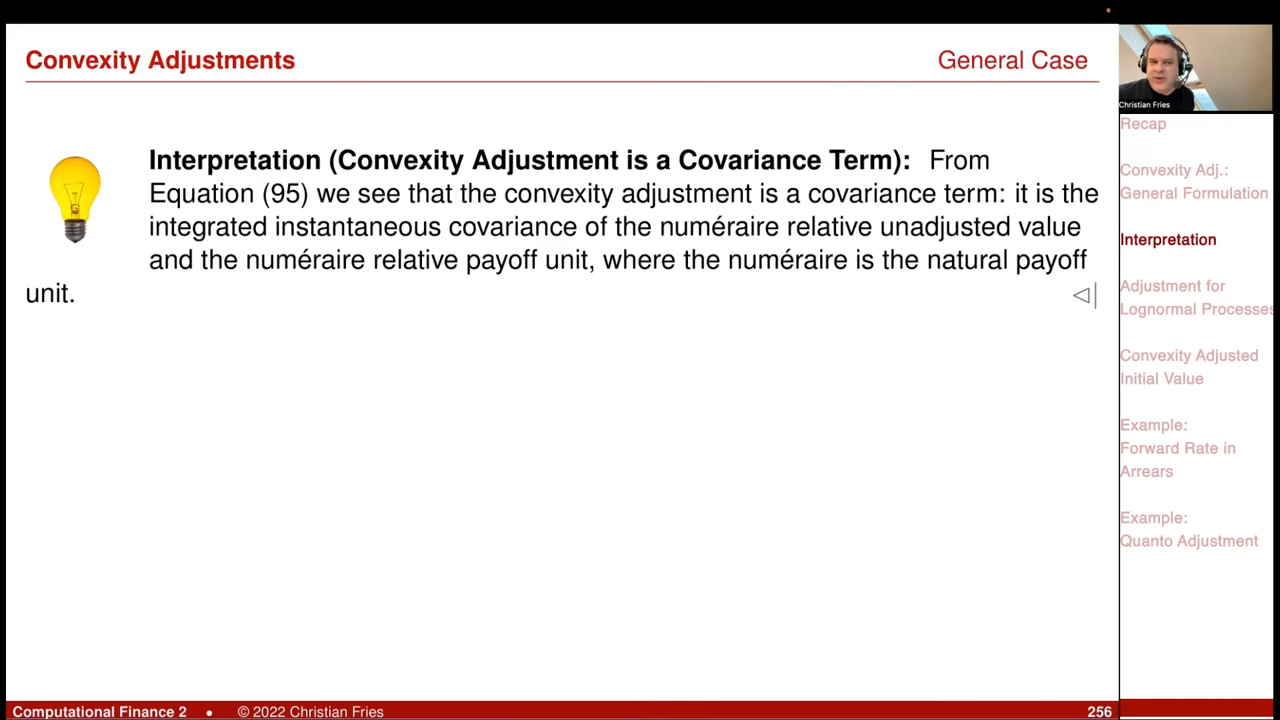 Convexity Adjustments
General Case
Interpretation (Convexity Adjustment is a Covariance Term): From
Equation (95) we see that the convexity adjustment is a covariance term: it is the
integrated instantaneous covariance of the numéraire relative unadjusted value
and the numéraire relative payoff unit, where the numéraire is the natural payoff
unit.
Christian Fries
Recap
Convexity Adj.:
General Formulation
Interpretation
Adjustment for
Lognormal Processes
Convexity Adjusted
Initial Value
Example:
Forward Rate in
Arrears
Example:
Quanto Adjustment
Computational Finance 2 • © 2022 Christian Fries
256